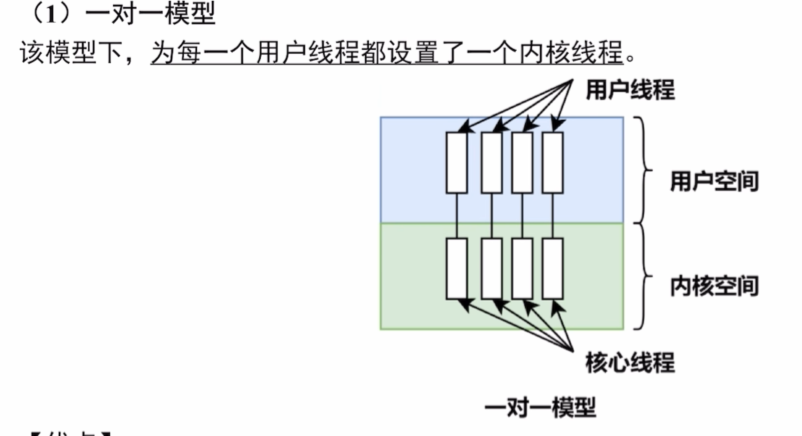 （1）一对一模型
该模型下，为每一个用户线程都设置了一个内核线程。
用户线程
用户空间
内核空间
核心线程
一对一模型